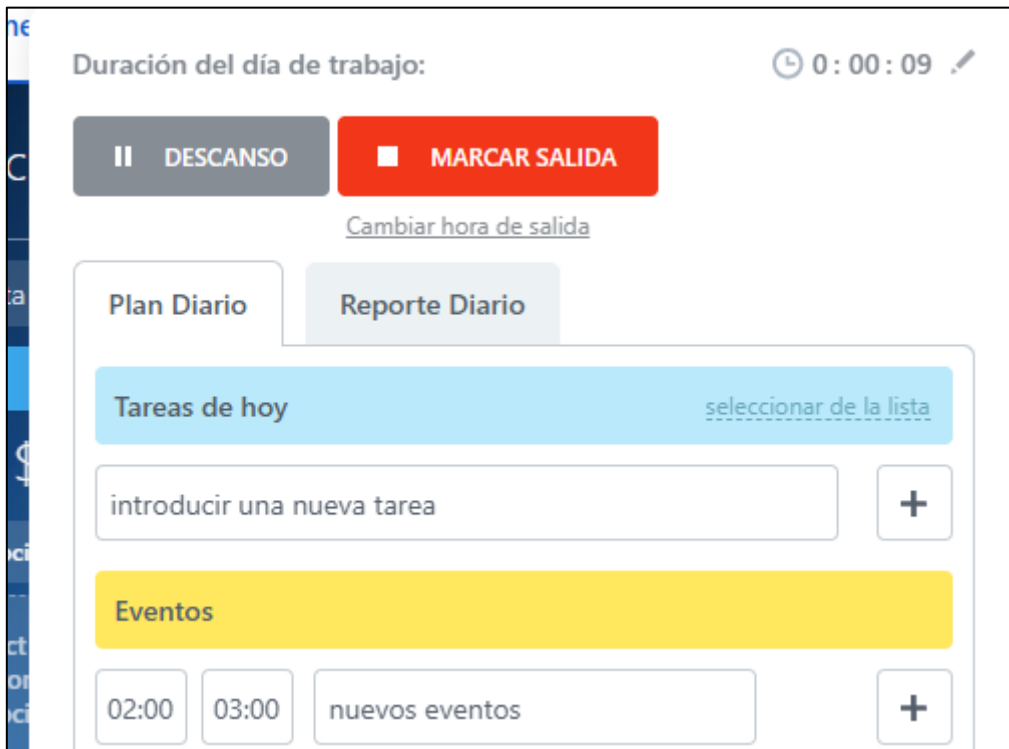 Duración del día de trabajo:
0 : 00 : 09
DESCANSO
MARCAR SALIDA
Cambiar hora de salida
Plan Diario
Reporte Diario
Tareas de hoy
seleccionar de la lista
introducir una nueva tarea
+
Eventos
02:00
03:00
nuevos eventos
+